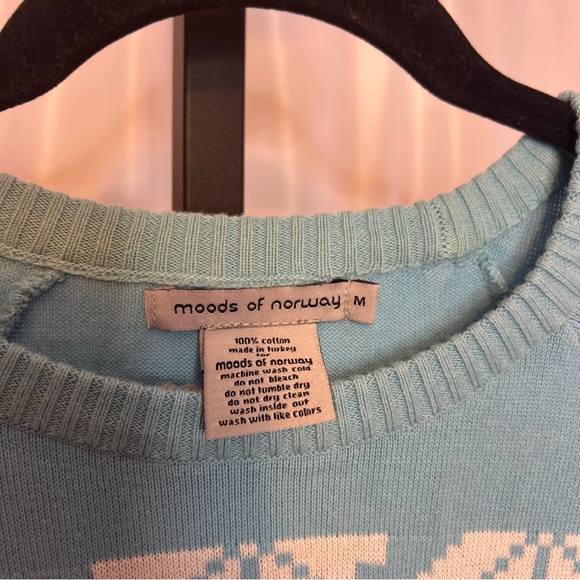 moods of norway M
100% cotton
made in turkey
for
moods of norway
machine wash cold
do not bleach
do not tumble dry
do not dry clean
wash inside out
wash with like colors